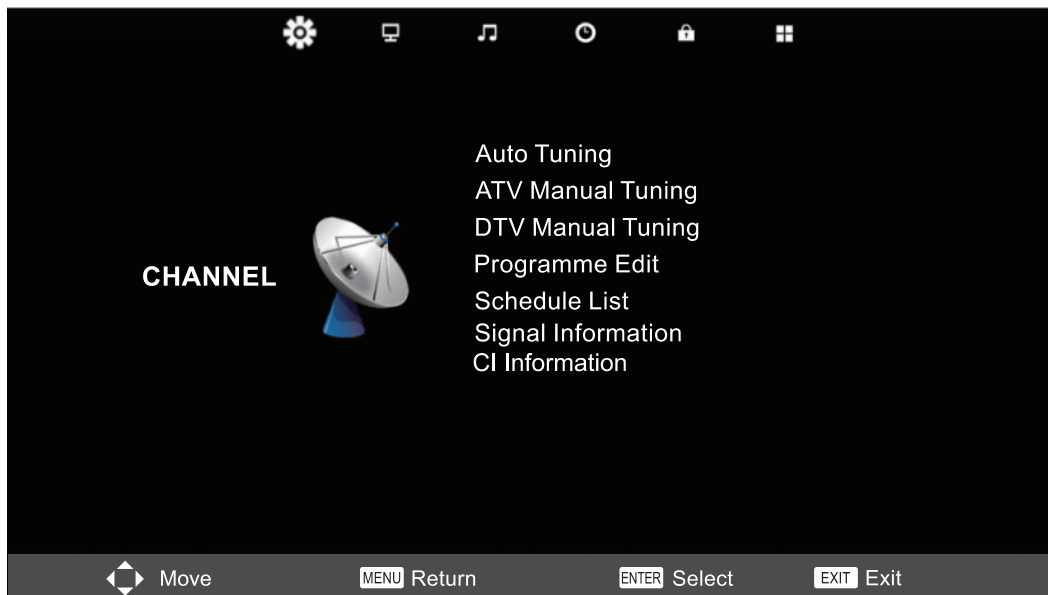 Auto Tuning
ATV Manual Tuning
DTV Manual Tuning
CHANNEL
Programme Edit
Schedule List
Signal Information
CI Information
Move MENU Return ENTER Select EXIT Exit